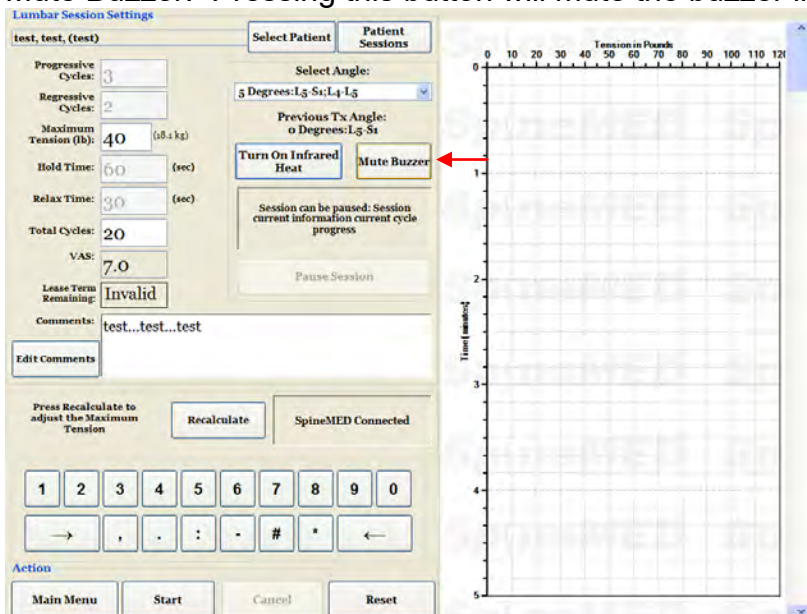 Mute Buzzer: Pressing this button will mute the buzzer i
Lumbar Session Settings
test, test, (test)
Select Patient
Patient
Sessions
Progressive
Cycles:
3
Regressive
Cycles:
2
Maximum
Tension (lb):
40
(18.1 kg)
Hold Time:
60
(sec)
Relax Time:
30
(sec)
Total Cycles:
20
VAS:
7.0
Lease Term
Remaining:
Invalid
Select Angle:
5 Degrees:L5-S1;L4-L5
Previous Tx Angle:
0 Degrees:L5-S1
Turn On Infrared
Heat
Mute Buzzer
Session can be paused: Session
current information current cycle
progress
Pause Session
Comments:
test...test...test
Edit Comments
Press Recalculate to
adjust the Maximum
Tension
Recalculate
SpineMED Connected
1 2 3 4 5 6 7 8 9 0
→ , . : - # * ←
Action
Main Menu
Start
Cancel
Reset
Tension in Pounds
0 10 20 30 40 50 60 70 80 90 100 110 120
0
1
2
3
4
5
Time[minutes]
SpineMED